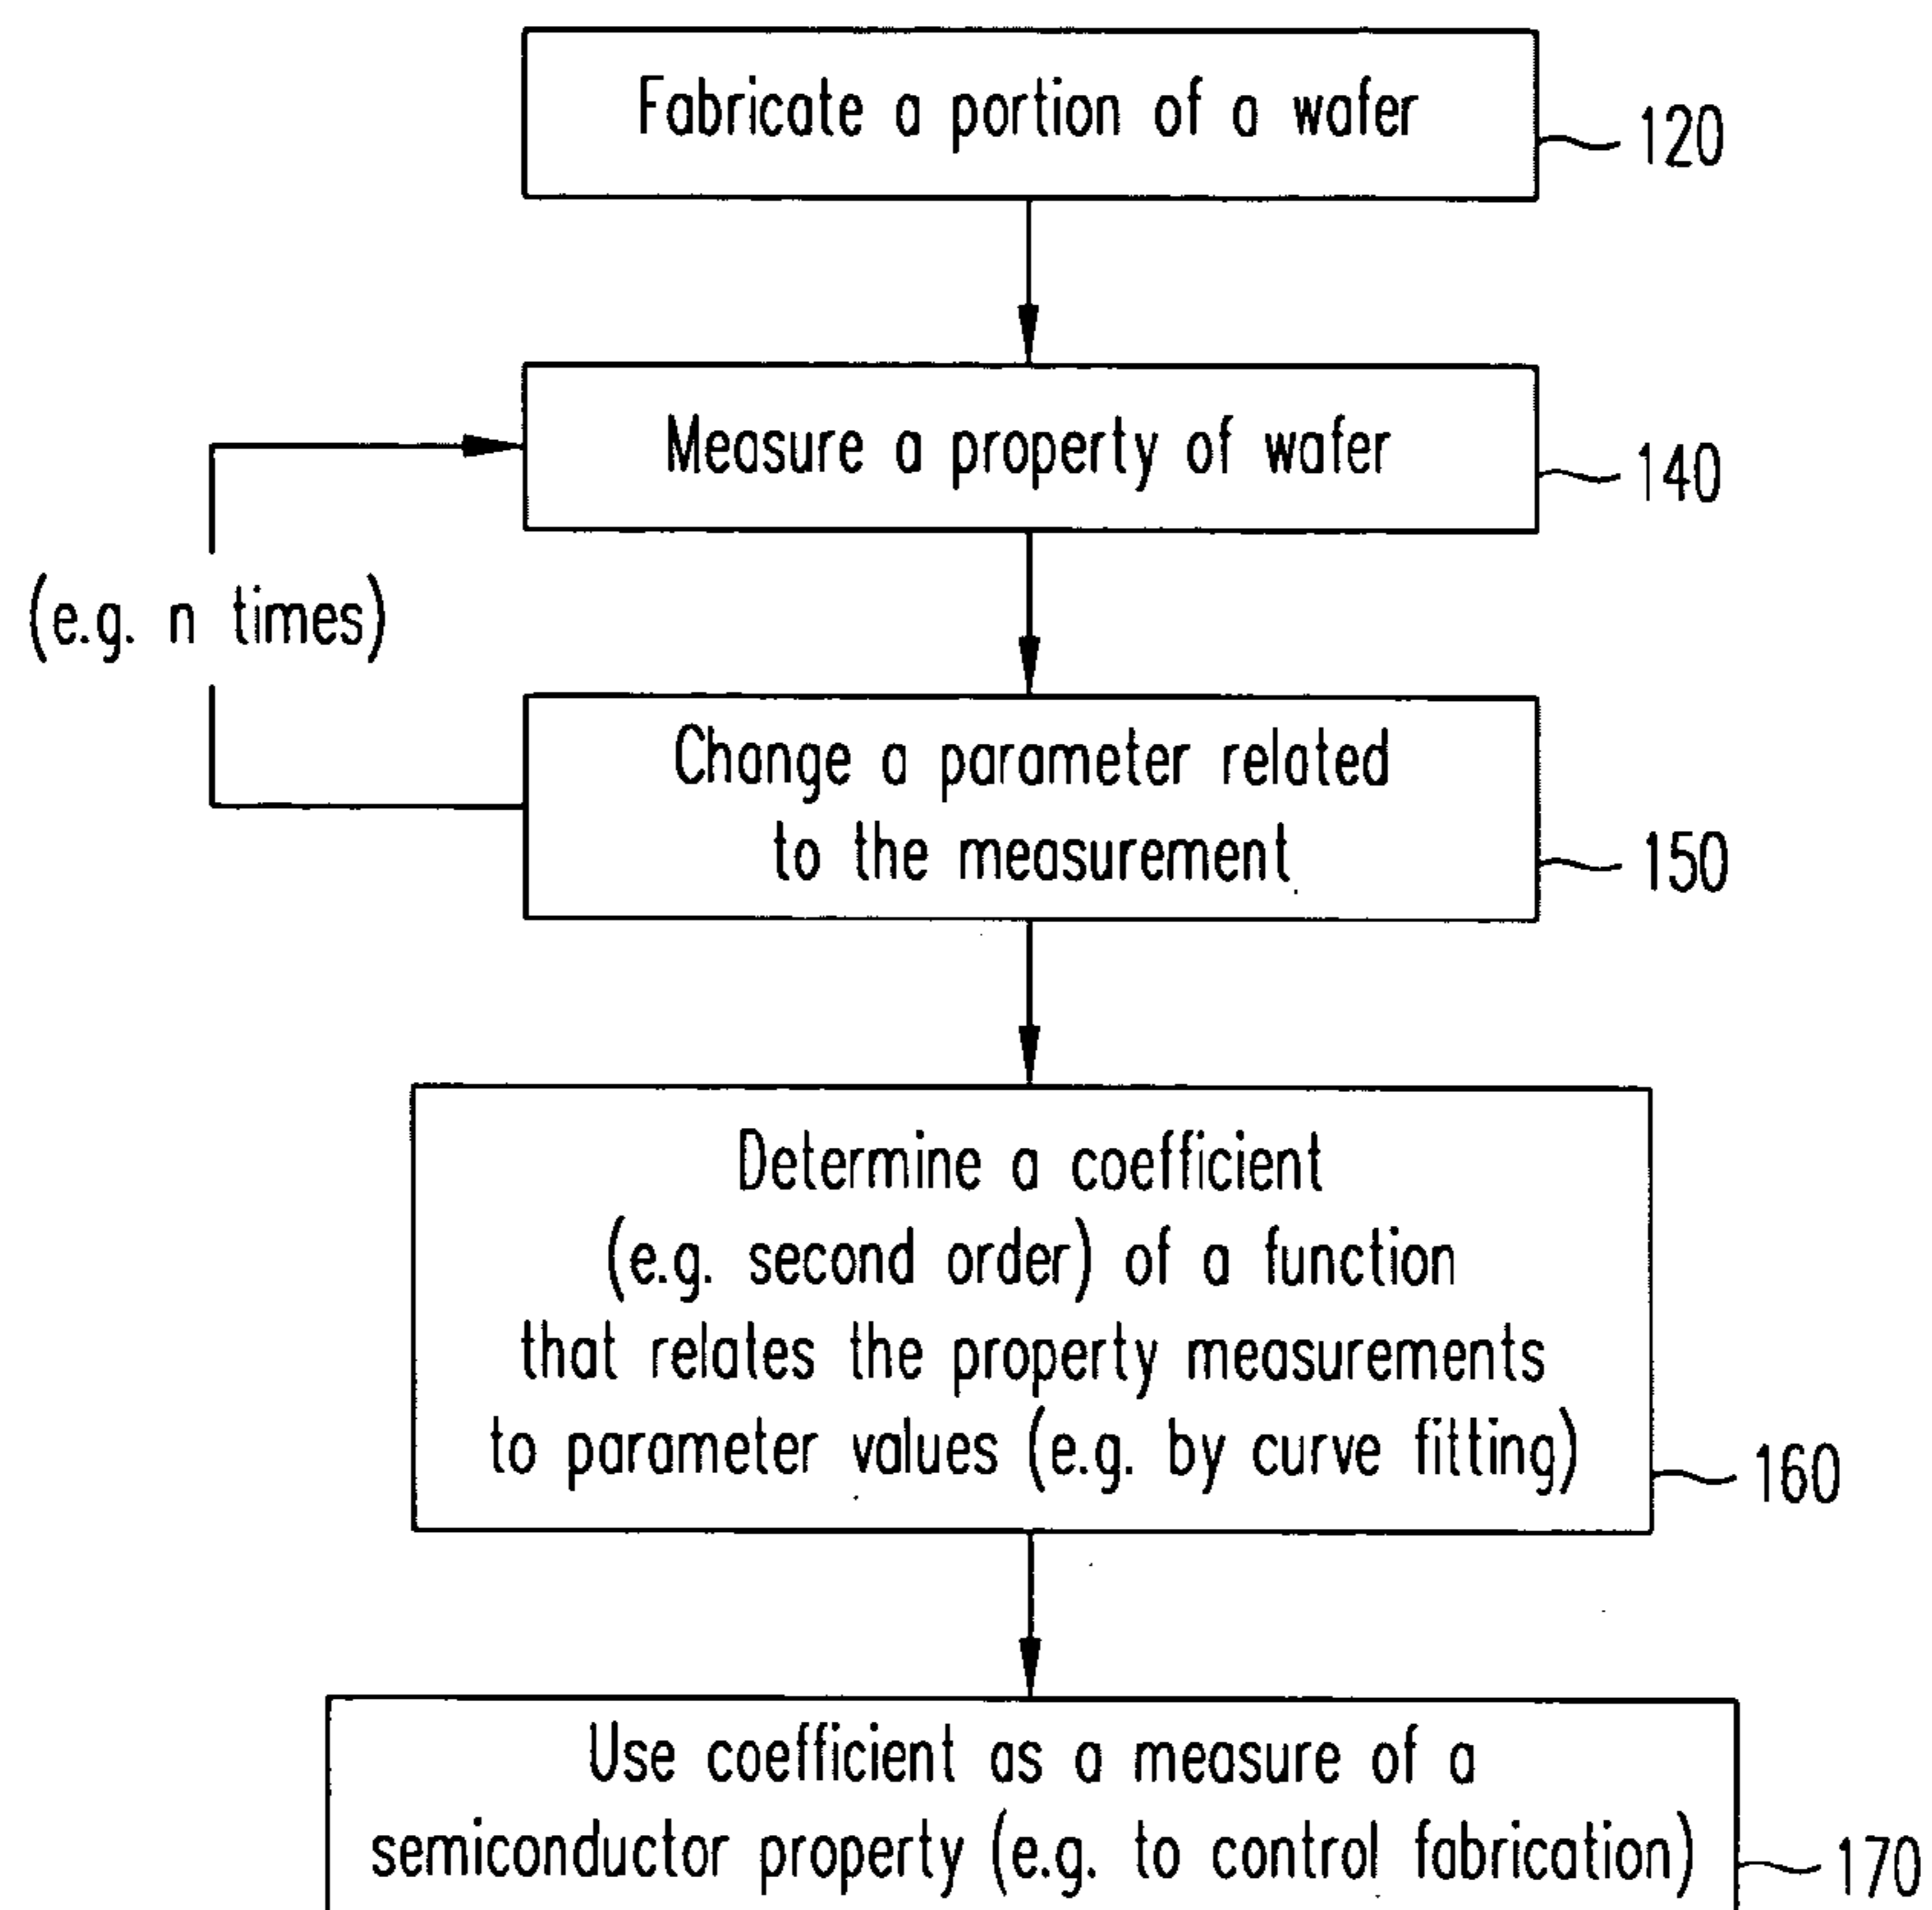 Fabricate a portion of a wafer
120
Measure a property of wafer
140
(e.g. n times)
Change a parameter related
to the measurement
150
Determine a coefficient
(e.g. second order) of a function
that relates the property measurements
to parameter values (e.g. by curve fitting)
160
Use coefficient as a measure of a
semiconductor property (e.g. to control fabrication)
170